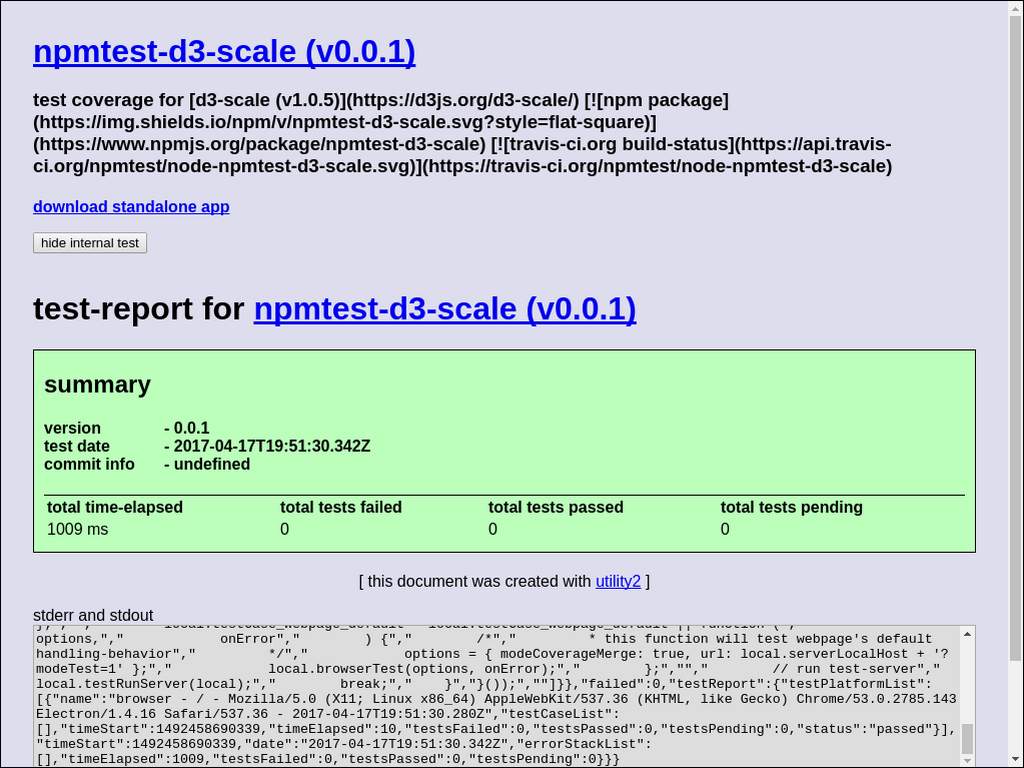 npmtest-d3-scale (v0.0.1)
test coverage for [d3-scale (v1.0.5)](https://d3js.org/d3-scale/) [![npm package]
(https://img.shields.io/npm/v/npmtest-d3-scale.svg?style=flat-square)]
(https://www.npmjs.org/package/npmtest-d3-scale) [![travis-ci.org build-status](https://api.travis-
ci.org/npmtest/node-npmtest-d3-scale.svg)](https://travis-ci.org/npmtest/node-npmtest-d3-scale)
download standalone app
hide internal test
test-report for npmtest-d3-scale (v0.0.1)
summary
version - 0.0.1
test date - 2017-04-17T19:51:30.342Z
commit info - undefined
total time-elapsed total tests failed total tests passed total tests pending
1009 ms 0 0 0
[ this document was created with utility2 ]
stderr and stdout
options,","            onError","        ) {","        /*","         * this function will test webpage's default
handling-behavior","         */","            options = { modeCoverageMerge: true, url: local.serverLocalHost + '?
modeTest=1' };","            local.browserTest(options, onError);","        };","","        // run test-server","
local.testRunServer(local);","        break;","    }","}());",""]}},"failed":0,"testReport":{"testPlatformList":
[{"name":"browser - / - Mozilla/5.0 (X11; Linux x86_64) AppleWebKit/537.36 (KHTML, like Gecko) Chrome/53.0.2785.143
Electron/1.4.16 Safari/537.36 - 2017-04-17T19:51:30.280Z","testCaseList":
[],"timeStart":1492458690339,"timeElapsed":10,"testsFailed":0,"testsPassed":0,"testsPending":0,"status":"passed"}],
"timeStart":1492458690339,"date":"2017-04-17T19:51:30.342Z","errorStackList":
[],"timeElapsed":1009,"testsFailed":0,"testsPassed":0,"testsPending":0}}}